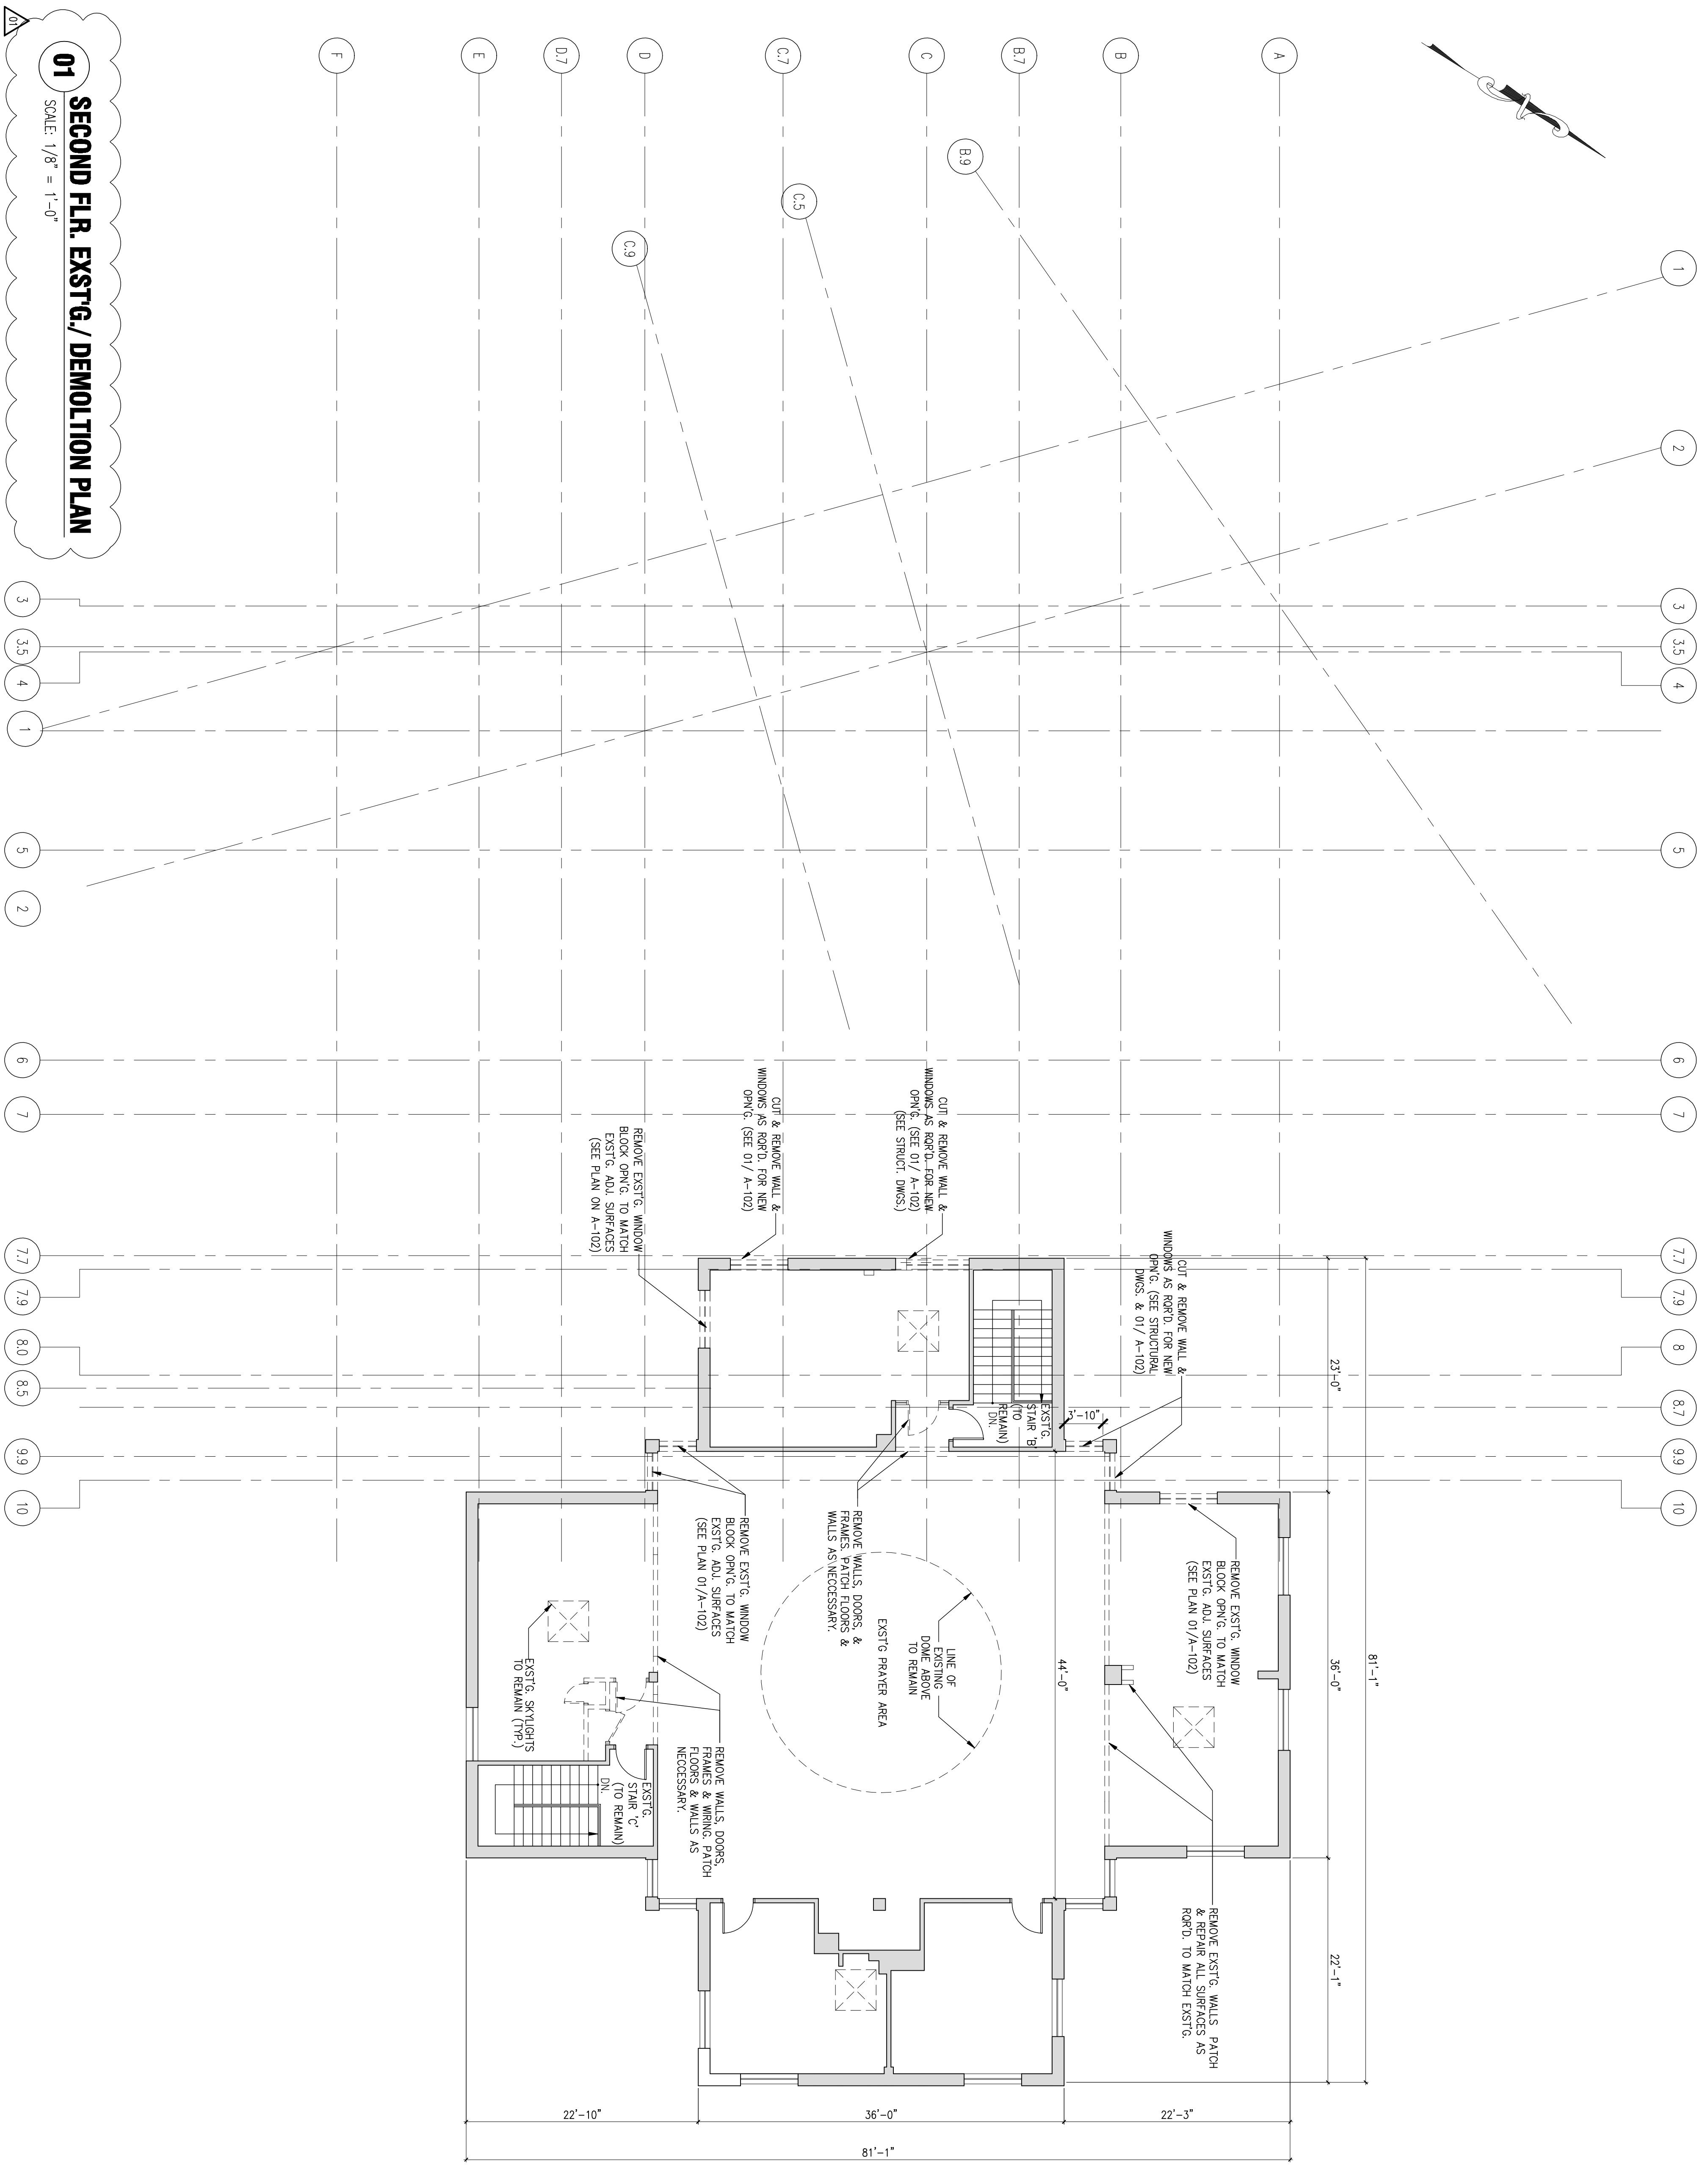 01
01
SECOND FLR. EXST'G./ DEMOLTION PLAN
SCALE: 1/8" = 1'-0"
F
E
D.7
D
C.7
C
B.7
B
A
B.9
C.5
C.9
1
2
3
3.5
4
5
6
7
7.7
7.9
8
8.7
9.9
10
3
3.5
4
1
5
2
6
7
7.7
7.9
8.0
8.5
9.9
10
CUT & REMOVE WALL &
WINDOWS AS RQR'D. FOR NEW
OPN'G. (SEE 01/ A-102)
(SEE STRUCT. DWGS.)
CUT & REMOVE WALL &
WINDOWS AS RQR'D. FOR NEW
OPN'G. (SEE 01/ A-102)
REMOVE EXST'G. WINDOW
BLOCK OPN'G. TO MATCH
EXST'G. ADJ. SURFACES
(SEE PLAN ON A-102)
CUT & REMOVE WALL &
WINDOWS AS RQR'D. FOR NEW
OPN'G. (SEE STRUCTURAL
DWGS. & 01/ A-102)
EXST'G.
STAIR 'B'
(TO
REMAIN)
DN.
3'-10"
23'-0"
36'-0"
22'-1"
81'-1"
44'-0"
REMOVE EXST'G. WINDOW
BLOCK OPN'G. TO MATCH
EXST'G. ADJ. SURFACES
(SEE PLAN 01/A-102)
REMOVE WALLS, DOORS, &
FRAMES. PATCH FLOORS &
WALLS AS NECCESSARY.
REMOVE EXST'G. WINDOW
BLOCK OPN'G. TO MATCH
EXST'G. ADJ. SURFACES
(SEE PLAN 01/A-102)
LINE OF
EXISTING
DOME ABOVE
TO REMAIN
EXST'G PRAYER AREA
EXST'G. SKYLIGHTS
TO REMAIN (TYP.)
REMOVE WALLS, DOORS,
FRAMES & WIRING. PATCH
FLOORS & WALLS AS
NECCESSARY.
EXST'G.
STAIR 'C'
(TO REMAIN)
DN.
REMOVE EXST'G. WALLS PATCH
& REPAIR ALL SURFACES AS
RQR'D. TO MATCH EXST'G.
22'-10"
36'-0"
22'-3"
81'-1"